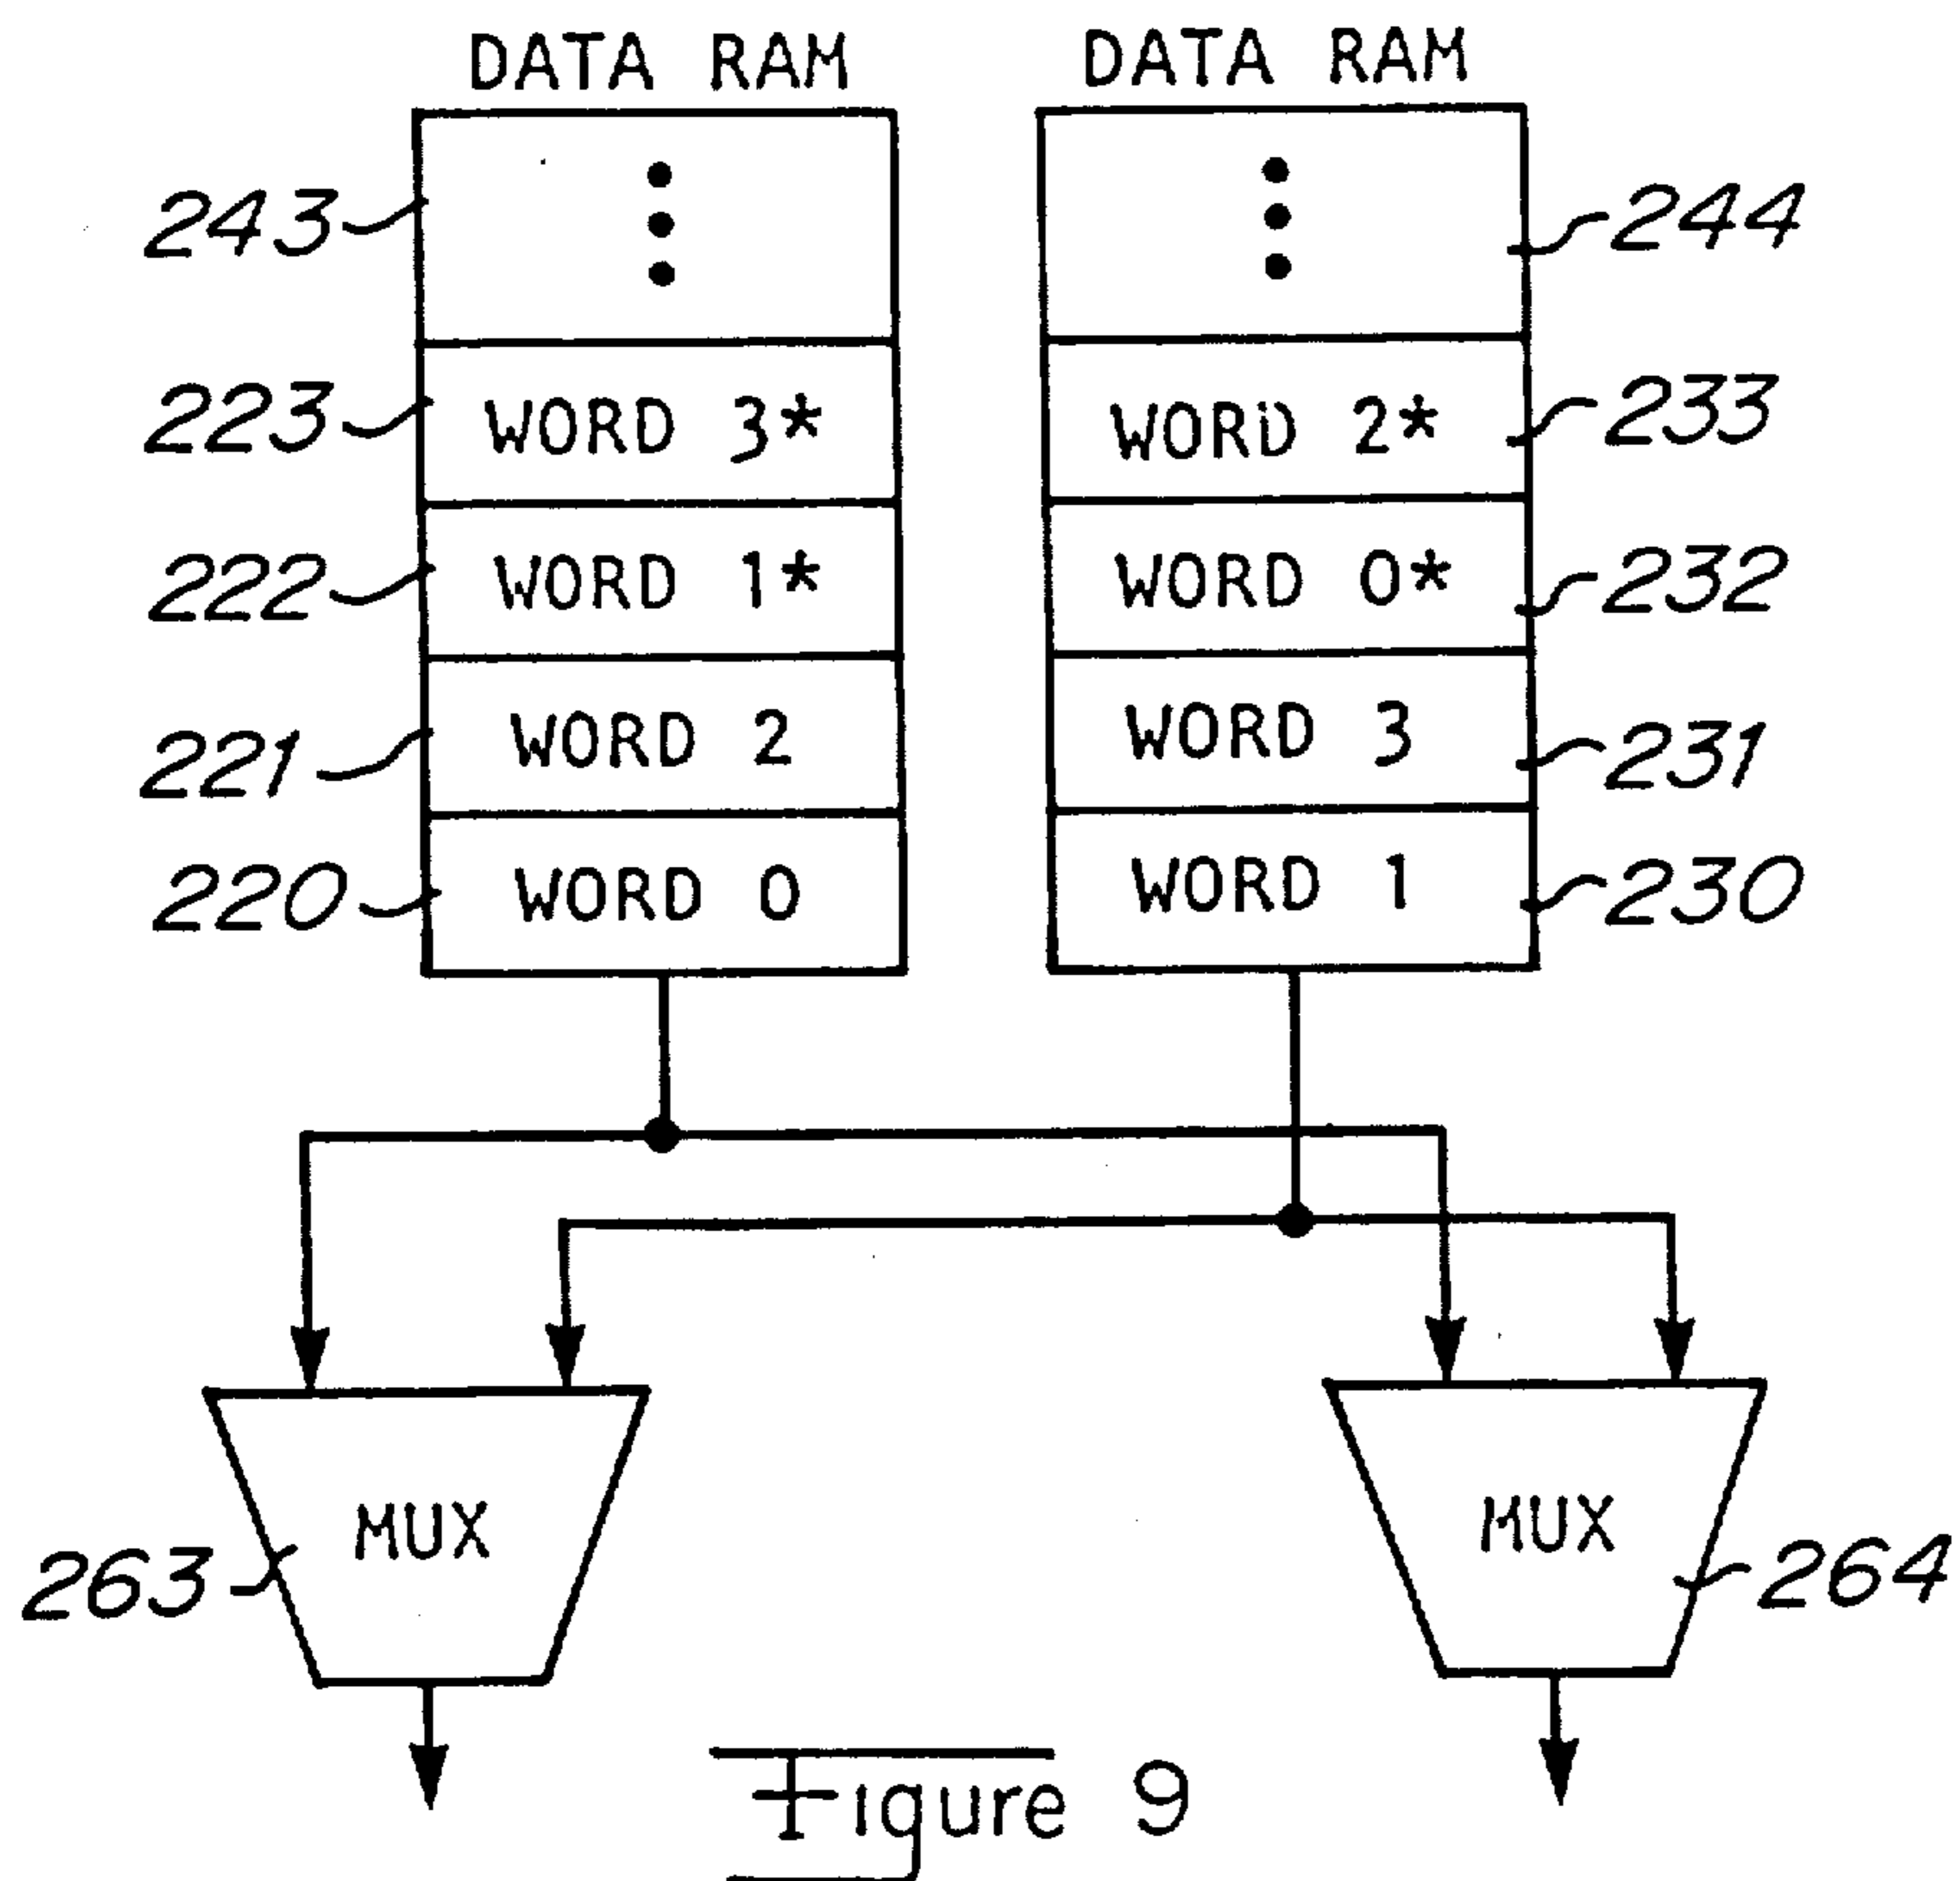 DATA RAM DATA RAM
243 244
223 WORD 3* WORD 2* 233
222 WORD 1* WORD 0* 232
221 WORD 2 WORD 3 231
220 WORD 0 WORD 1 230
263 MUX MUX 264
Figure 9